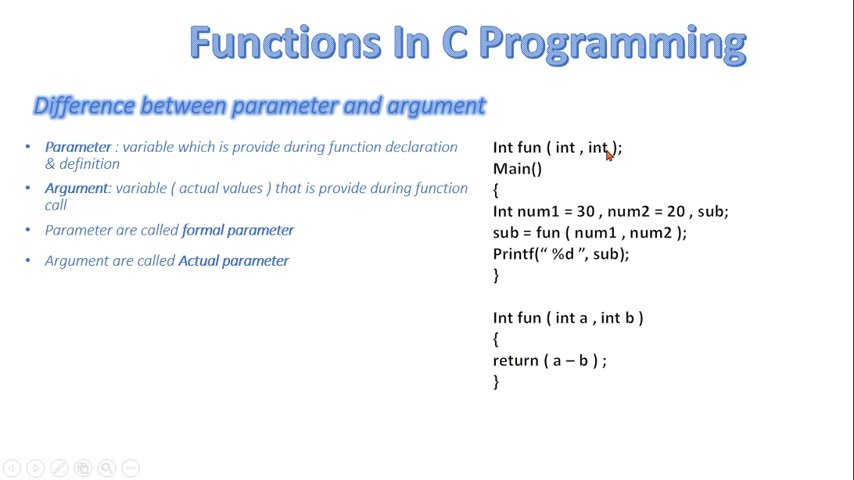 Functions In C Programming
Difference between parameter and argument
• Parameter : variable which is provide during function declaration
& definition
• Argument: variable ( actual values ) that is provide during function
call
• Parameter are called formal parameter
• Argument are called Actual parameter
Int fun ( int , int );
Main()
{
Int num1 = 30 , num2 = 20 , sub;
sub = fun ( num1 , num2 );
Printf(“ %d ”, sub);
}
Int fun ( int a , int b )
{
return ( a – b ) ;
}